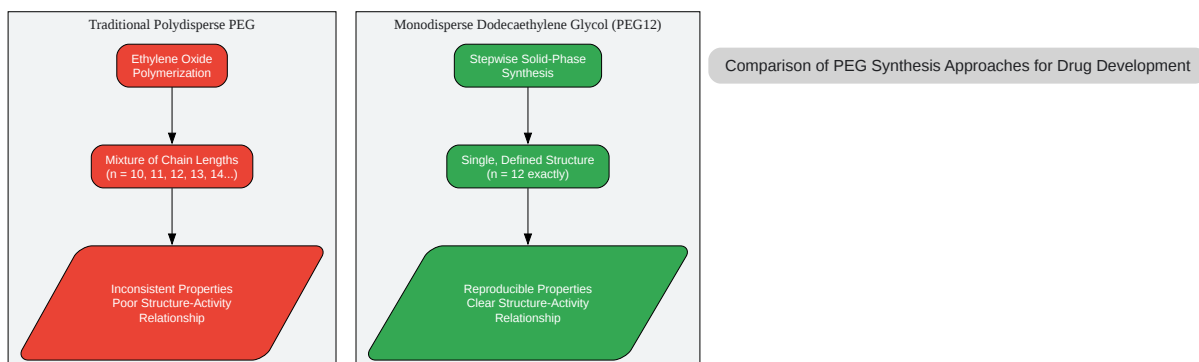 Traditional Polydisperse PEG
Ethylene Oxide
Polymerization
Mixture of Chain Lengths
(n = 10, 11, 12, 13, 14...)
Inconsistent Properties
Poor Structure-Activity
Relationship
Monodisperse Dodecaethylene Glycol (PEG12)
Stepwise Solid-Phase
Synthesis
Single, Defined Structure
(n = 12 exactly)
Reproducible Properties
Clear Structure-Activity
Relationship
Comparison of PEG Synthesis Approaches for Drug Development